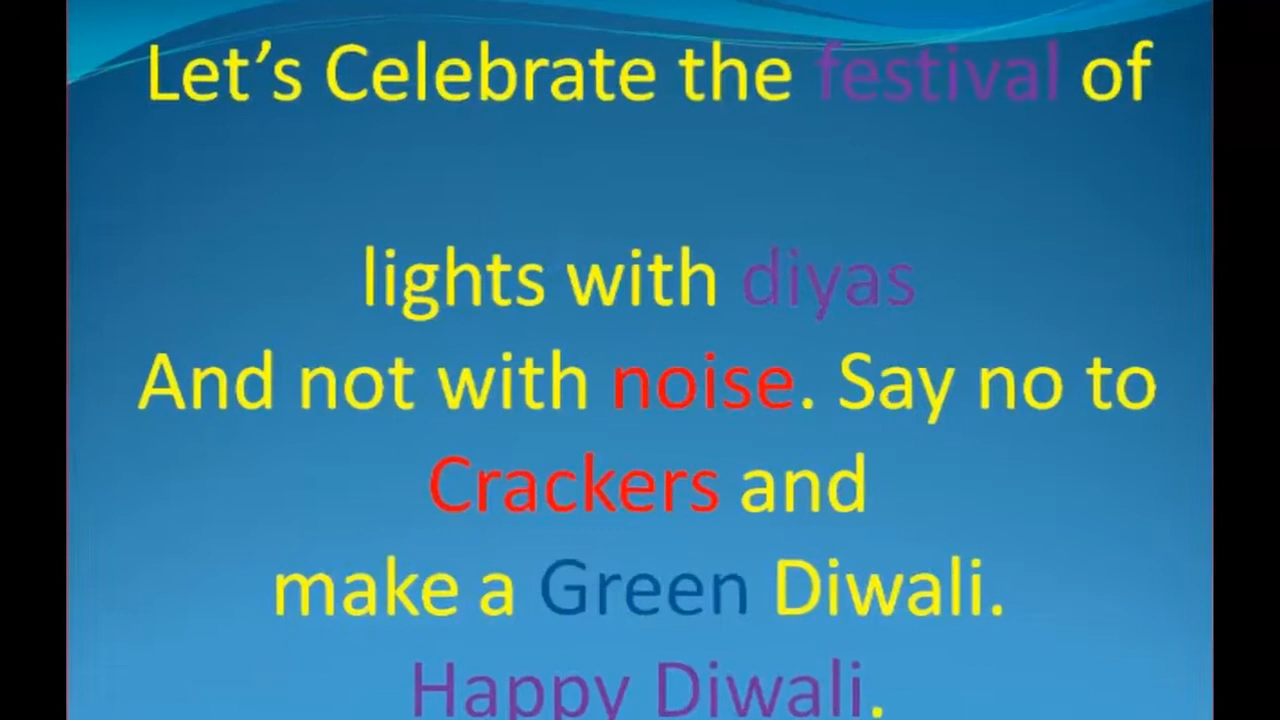 Let’s Celebrate the festival of
lights with diyas
And not with noise. Say no to
Crackers and
make a Green Diwali.
Happy Diwali.